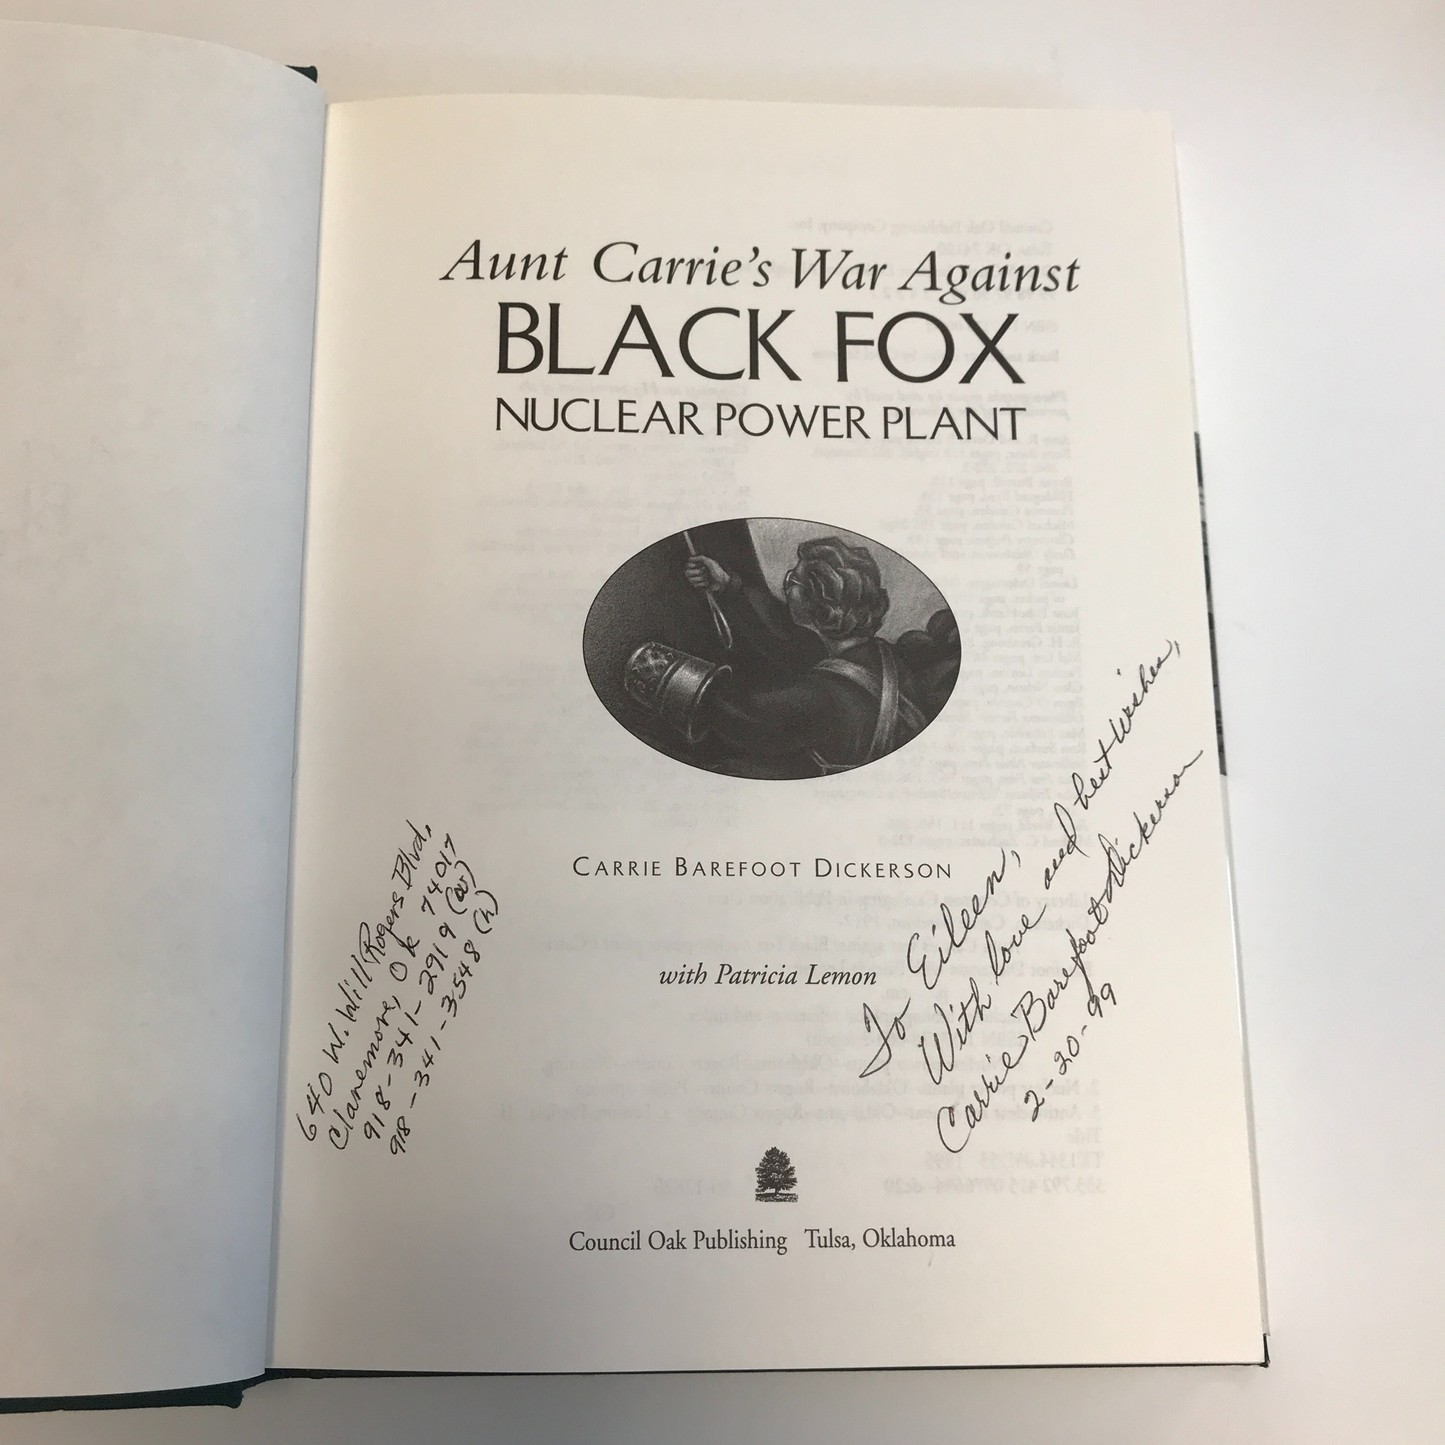 Aunt Carrie's War Against
BLACK FOX
NUCLEAR POWER PLANT
CARRIE BAREFOOT DICKERSON
with Patricia Lemon
To Eileen,
With love and best wishes,
Carrie Barefoot Dickerson
2-20-99
640 W. Will Rogers Blvd,
Claremore, OK 74017
918-341-2919
918-341-3548 (h)
Council Oak Publishing Tulsa, Oklahoma